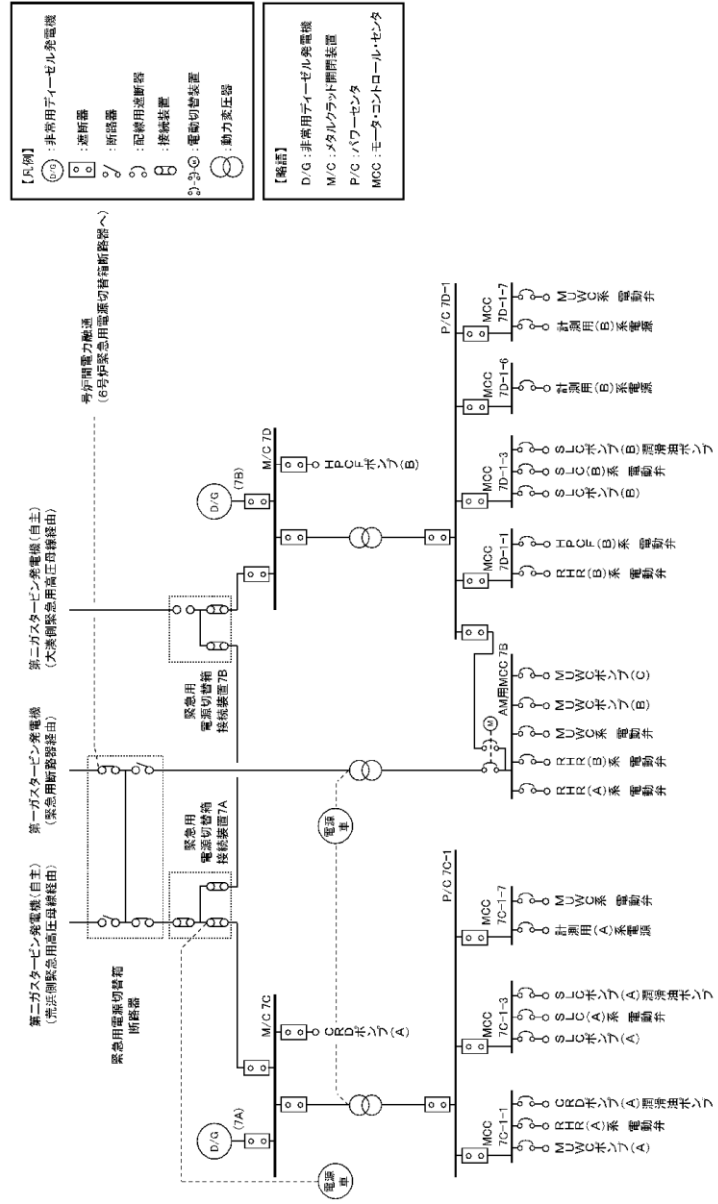 第二ガスタービン発電機(自主)
(荒浜側緊急用高圧母線経由)
第一ガスタービン発電機
(緊急用断路器経由)
第二ガスタービン発電機(自主)
(大湊側緊急用高圧母線経由)
号炉間電力融通
(6号炉緊急用電源切替箱断路器へ)
緊急用電源切替箱
断路器
緊急用
電源切替箱
接続装置7A
緊急用
電源切替箱
接続装置7B
D/G
(7A)
D/G
(7B)
M/C 7C
M/C 7D
CRDポンプ(A)
HPCFポンプ(B)
電源
車
電源
車
P/C 7C-1
P/C 7D-1
MCC
7C-1-1
MUWCポンプ(A)
RHR(A)系 電動弁
CRDポンプ(A)潤滑油ポンプ
MCC
7C-1-3
SLCポンプ(A)
SLC(A)系 電動弁
SLCポンプ(A)潤滑油ポンプ
MCC
7C-1-7
計測用(A)系電源
MUWC系 電動弁
M
AM用MCC 7B
RHR(A)系 電動弁
RHR(B)系 電動弁
MUWC系 電動弁
MUWCポンプ(B)
MUWCポンプ(C)
MCC
7D-1-1
RHR(B)系 電動弁
HPCF(B)系 電動弁
MCC
7D-1-3
SLCポンプ(B)
SLC(B)系 電動弁
SLCポンプ(B)潤滑油ポンプ
MCC
7D-1-6
計測用(B)系電源
MCC
7D-1-7
計測用(B)系電源
MUWC系 電動弁
【凡例】
D/G :非常用ディーゼル発電機
:遮断器
:断路器
:配線用遮断器
:接続装置
M :電動切替装置
:動力変圧器
【略語】
D/G :非常用ディーゼル発電機
M/C :メタルクラッド開閉装置
P/C :パワーセンタ
MCC :モータ・コントロール・センタ